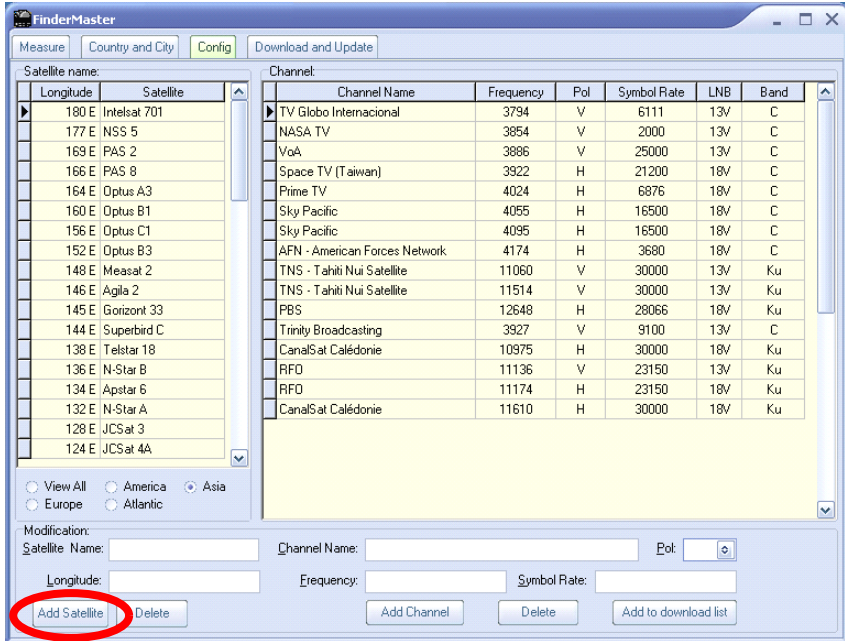 FinderMaster
Measure Country and City Config Download and Update
Satellite name:
Longitude Satellite
180 E Intelsat 701
177 E NSS 5
169 E PAS 2
166 E PAS 8
164 E Optus A3
160 E Optus B1
156 E Optus C1
152 E Optus B3
148 E Measat 2
146 E Agila 2
145 E Gorizont 33
144 E Superbird C
138 E Telstar 18
136 E N-Star B
134 E Apstar 6
132 E N-Star A
128 E JCSat 3
124 E JCSat 4A
View All America Asia
Europe Atlantic
Channel:
Channel Name Frequency Pol Symbol Rate LNB Band
TV Globo Internacional 3794 V 6111 13V C
NASA TV 3854 V 2000 13V C
VoA 3886 V 25000 13V C
Space TV (Taiwan) 3922 H 21200 18V C
Prime TV 4024 H 6876 18V C
Sky Pacific 4055 H 16500 18V C
Sky Pacific 4095 H 16500 18V C
AFN - American Forces Network 4174 H 3680 18V C
TNS - Tahiti Nui Satellite 11060 V 30000 13V Ku
TNS - Tahiti Nui Satellite 11514 V 30000 13V Ku
PBS 12648 H 28066 18V Ku
Trinity Broadcasting 3927 V 9100 13V C
CanalSat Calédonie 10975 H 30000 18V Ku
RFO 11136 V 23150 13V Ku
RFO 11174 H 23150 18V Ku
CanalSat Calédonie 11610 H 30000 18V Ku
Modification:
Satellite Name: Channel Name: Pol:
Longitude: Frequency: Symbol Rate:
Add Satellite Delete Add Channel Delete Add to download list